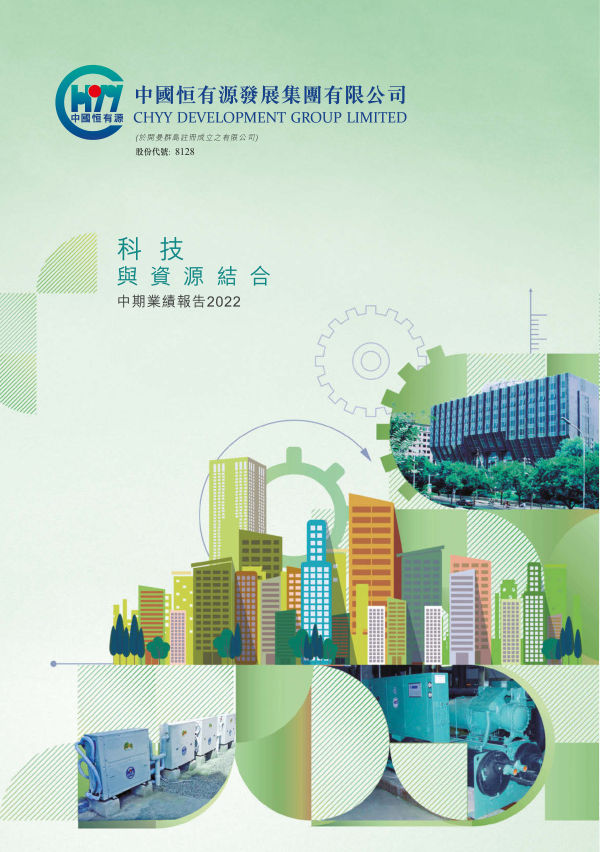 CHYY
中國恒有源
中國恒有源發展集團有限公司
CHYY DEVELOPMENT GROUP LIMITED
(於開曼群島註冊成立之有限公司)
股份代號: 8128
科技
與資源結合
中期業績報告2022